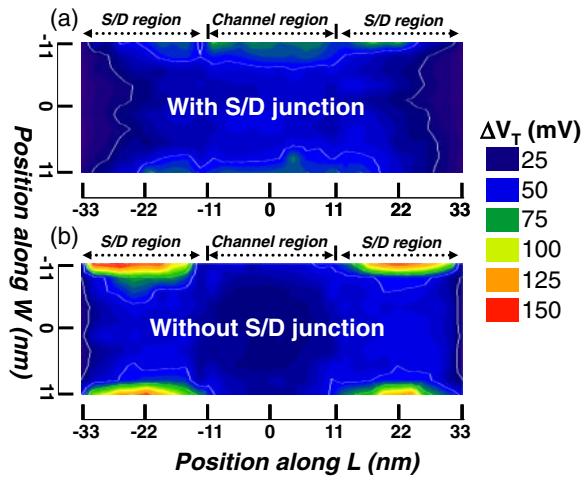 (a)
S/D region
Channel region
S/D region
-11
0
11
With S/D junction
-33 -22 -11 0 11 22 33
(b)
S/D region
Channel region
S/D region
-11
0
11
Without S/D junction
-33 -22 -11 0 11 22 33
Position along L (nm)
Position along W (nm)
ΔV_T (mV)
25
50
75
100
125
150